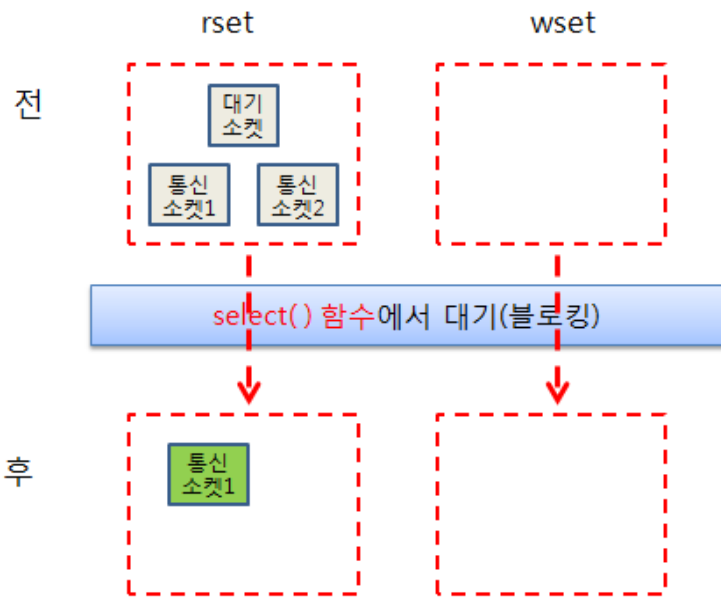 rset
wset
전
대기
소켓
통신
소켓1
통신
소켓2
select( ) 함수에서 대기(블로킹)
후
통신
소켓1